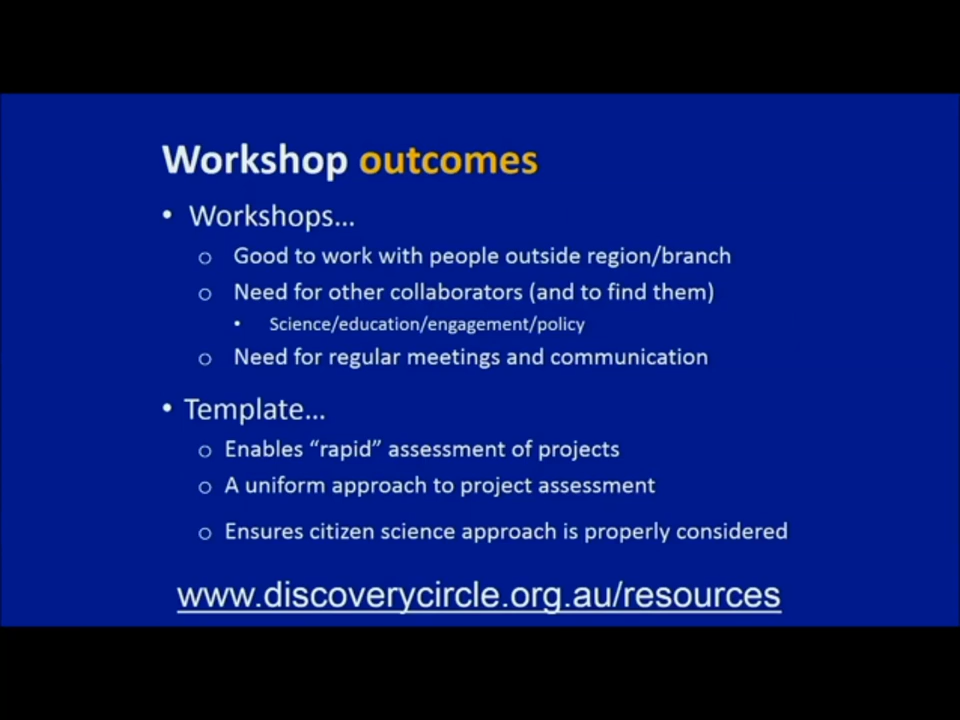 Workshop outcomes
• Workshops...
o Good to work with people outside region/branch
o Need for other collaborators (and to find them)
• Science/education/engagement/policy
o Need for regular meetings and communication
• Template...
o Enables “rapid” assessment of projects
o A uniform approach to project assessment
o Ensures citizen science approach is properly considered
www.discoverycircle.org.au/resources